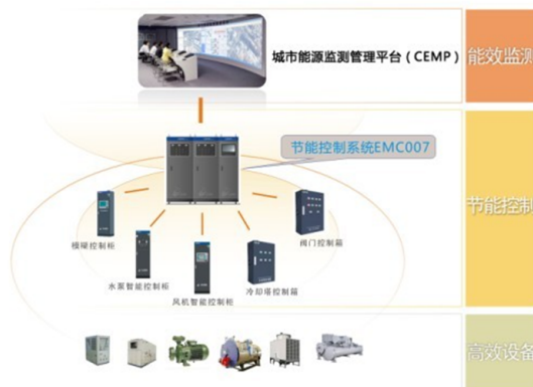 城市能源监测管理平台（CEMP）
能效监测
节能控制系统EMC007
节能控制
模糊控制柜
阀门控制箱
水泵智能控制柜
冷却塔控制箱
风机智能控制柜
高效设备